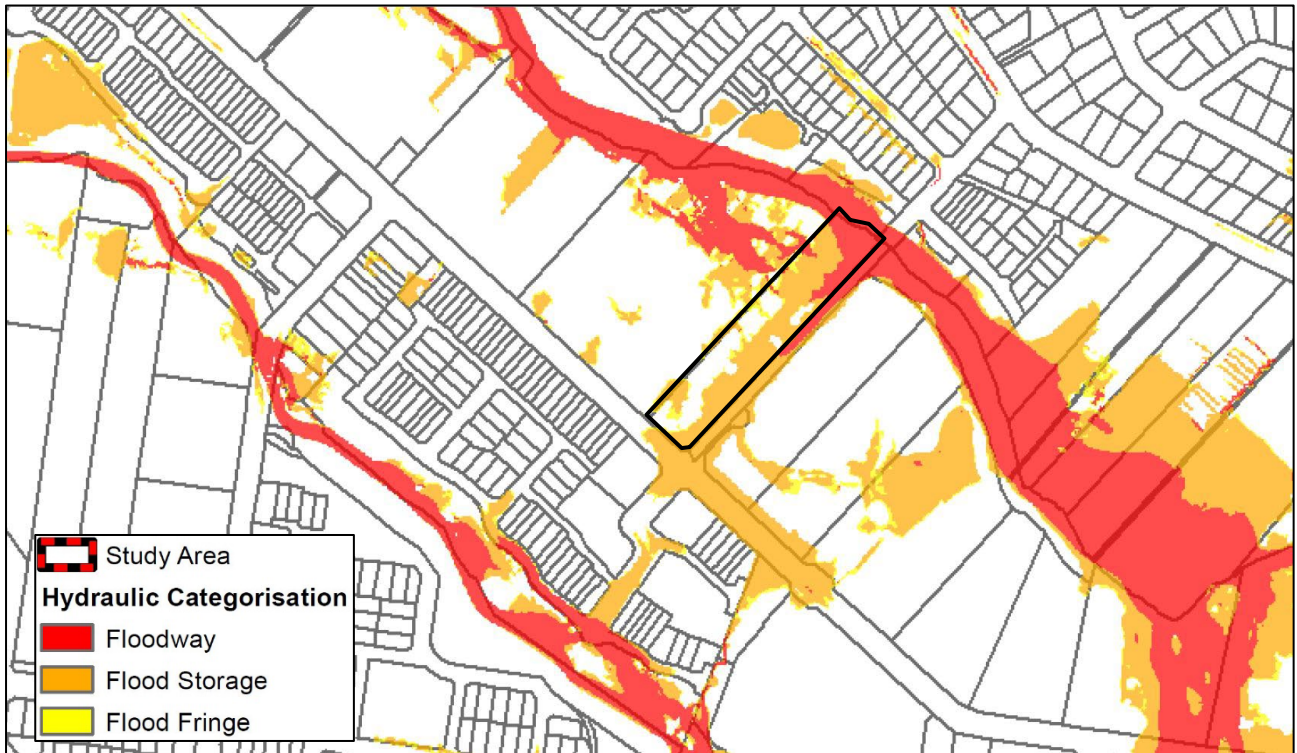 Study Area
Hydraulic Categorisation
Floodway
Flood Storage
Flood Fringe